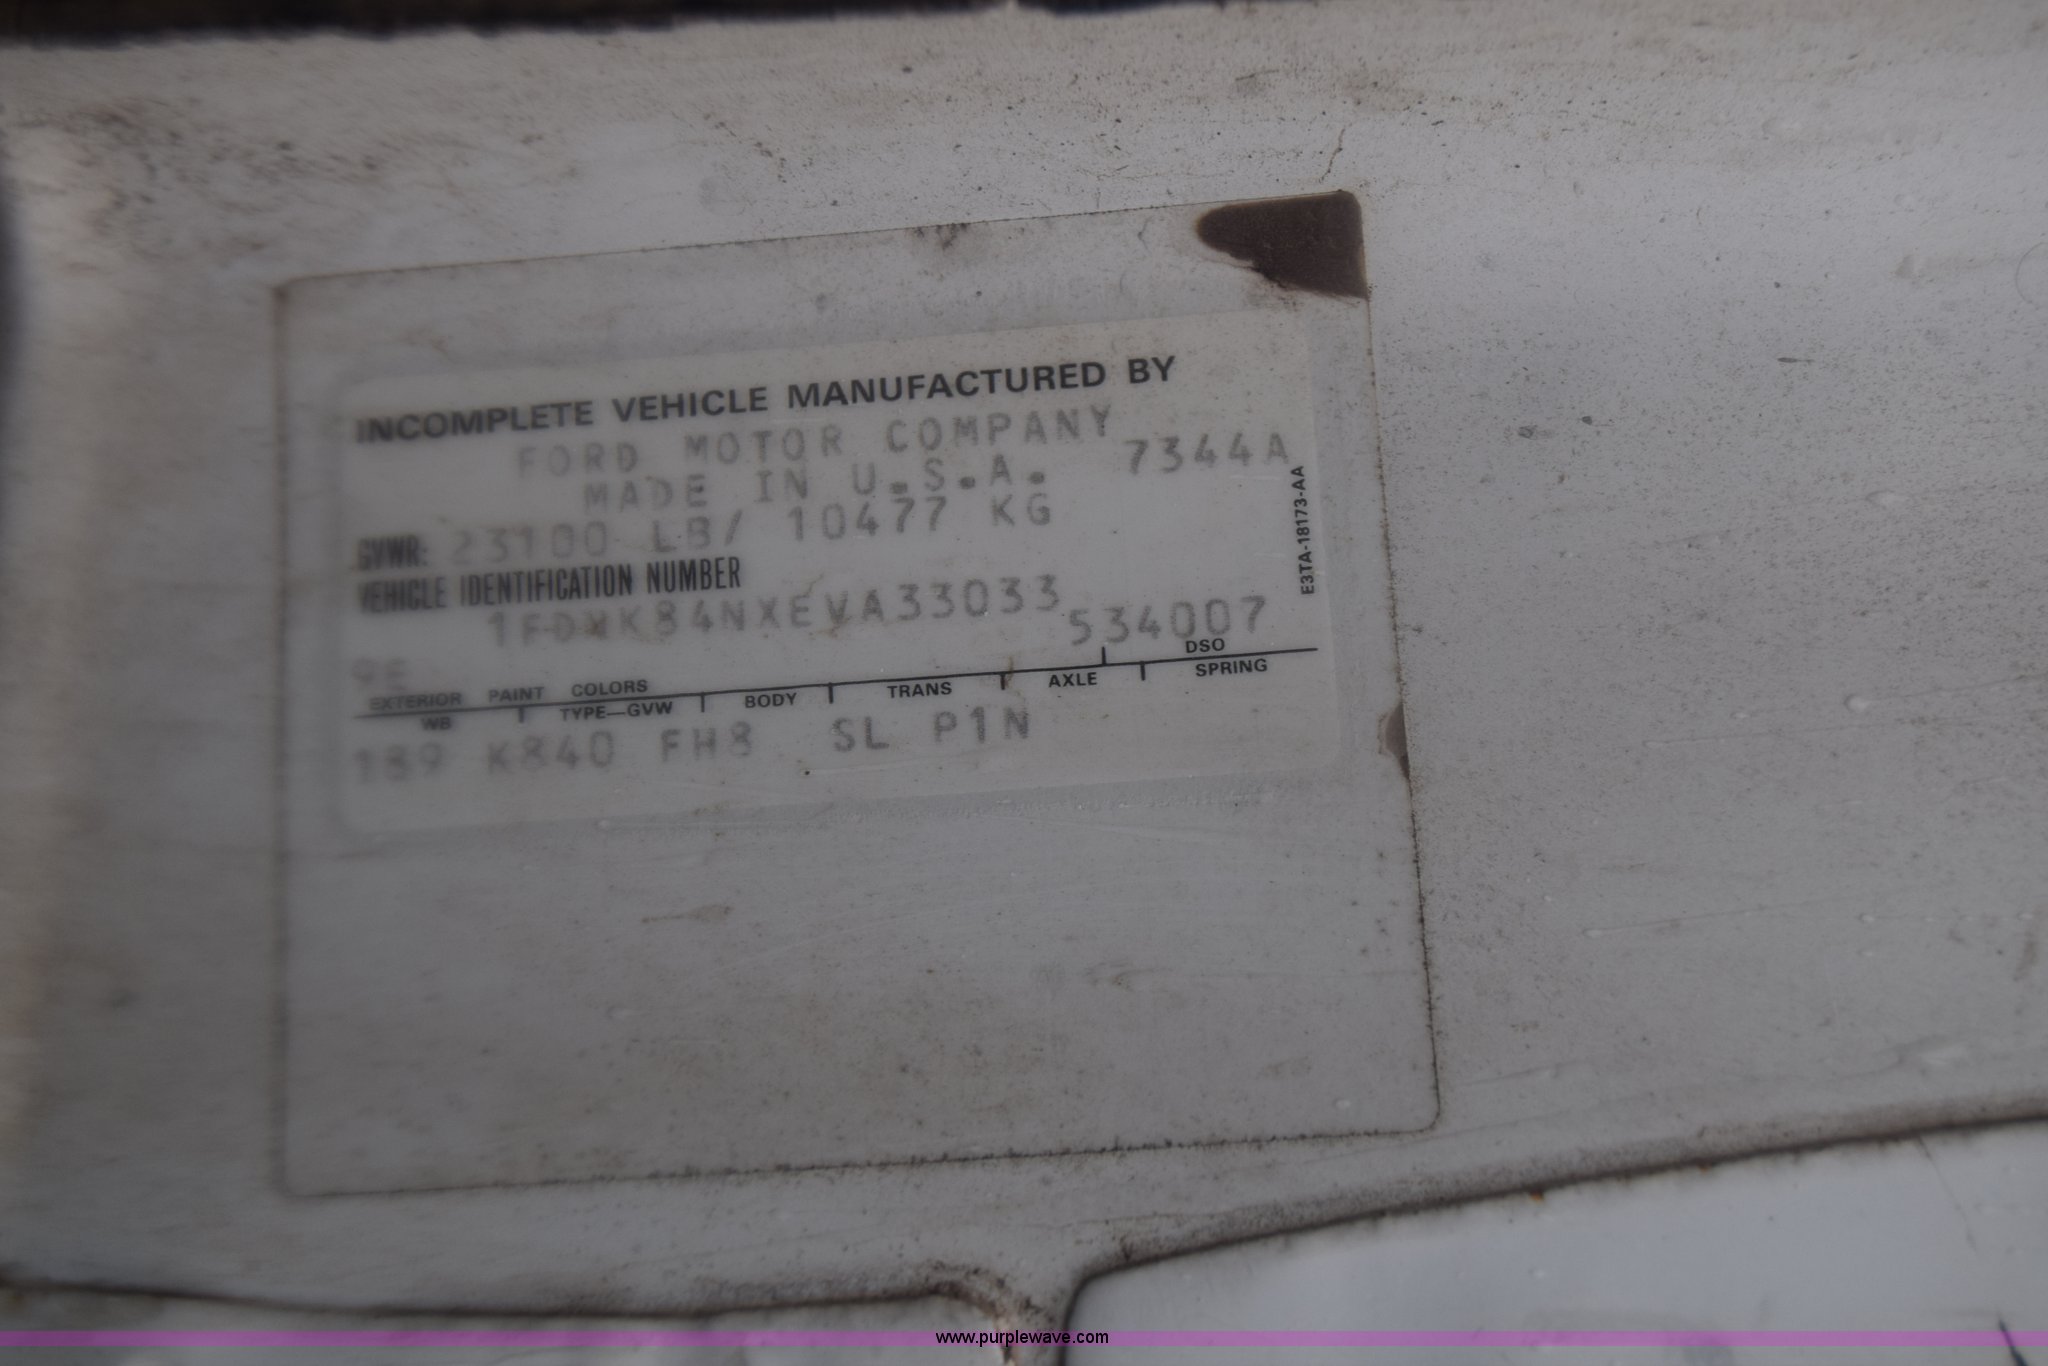 INCOMPLETE VEHICLE MANUFACTURED BY
FORD MOTOR COMPANY
MADE IN U.S.A. 7344A
GVWR: 23100 LB/ 10477 KG
VEHICLE IDENTIFICATION NUMBER
1FDNK84NXEVA33033
E3TA-18173-AA
9E 534007
EXTERIOR PAINT COLORS DSO
WB TYPE—GVW BODY TRANS AXLE SPRING
189 K840 FH8 SL P1N
www.purplewave.com